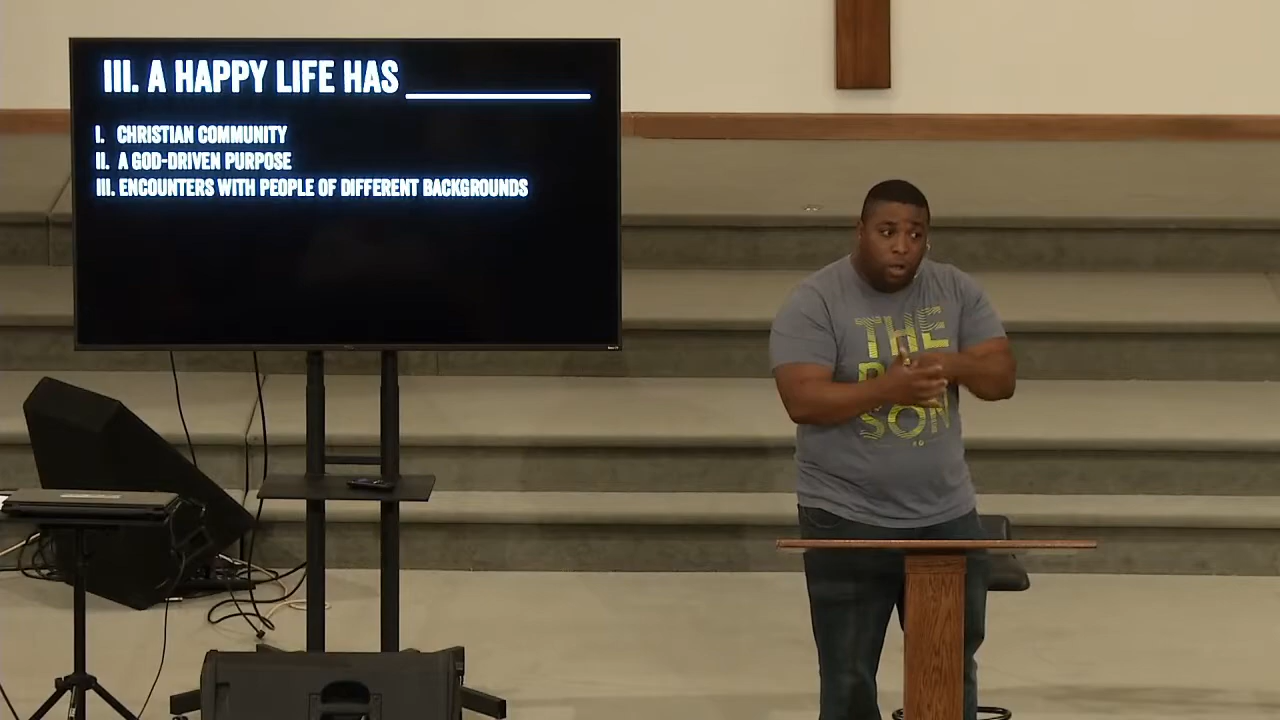 III. A HAPPY LIFE HAS
I. CHRISTIAN COMMUNITY
II. A GOD-DRIVEN PURPOSE
III. ENCOUNTERS WITH PEOPLE OF DIFFERENT BACKGROUNDS
THE
SON